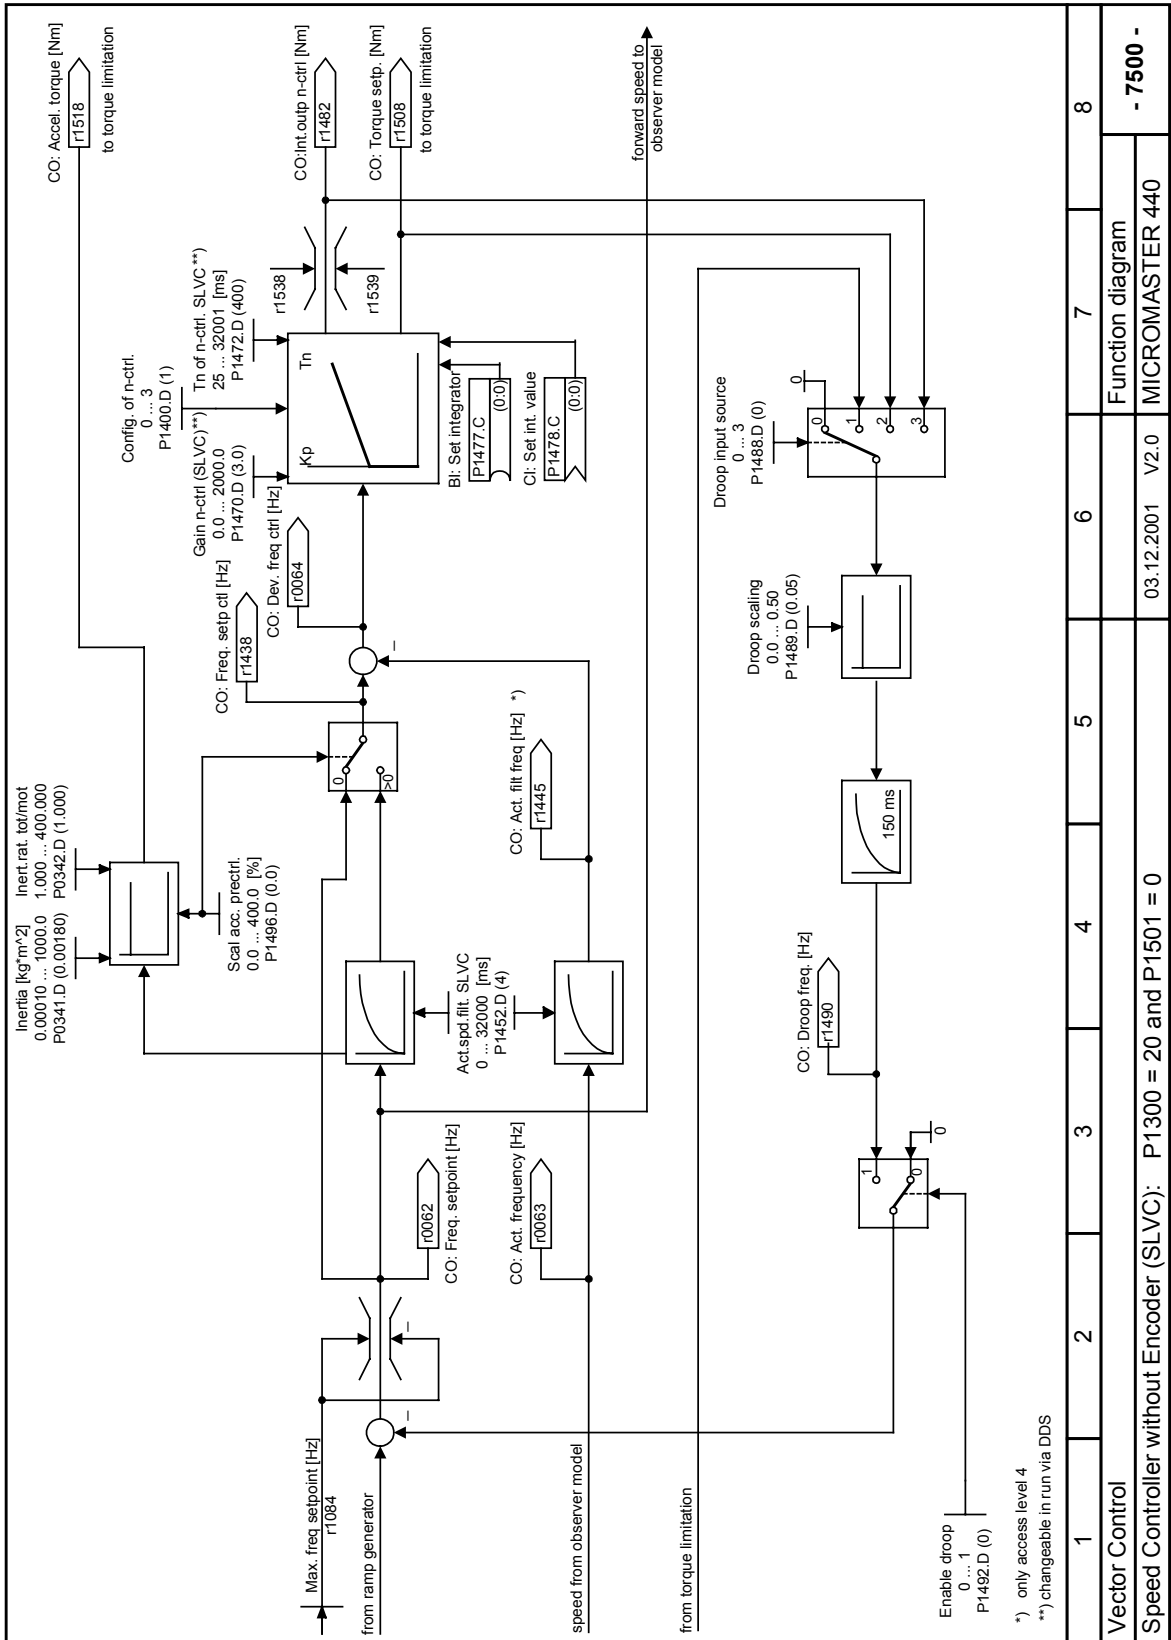 Inertia [kg*m^2]
0.00010 ... 1000.0
P0341.D (0.00180)
Inert.rat. tot/mot
1.000 ... 400.000
P0342.D (1.000)
CO: Accel. torque [Nm]
r1518
to torque limitation
Scal acc. prectrl.
0.0 ... 400.0 [%]
P1496.D (0.0)
Config. of n-ctrl.
0 ... 3
P1400.D (1)
Gain n-ctrl (SLVC)**)
0.0 ... 2000.0
P1470.D (3.0)
Tn of n-ctrl. SLVC **)
25 ... 32001 [ms]
P1472.D (400)
CO: Freq. setp ctl [Hz]
r1438
CO: Dev. freq ctrl [Hz]
r0064
Kp
Tn
r1538
r1539
CO:Int.outp n-ctrl [Nm]
r1482
CO: Torque setp. [Nm]
r1508
to torque limitation
Max. freq setpoint [Hz]
r1084
from ramp generator
–
–
0
>0
–
r0062
CO: Freq. setpoint [Hz]
Act.spd.filt. SLVC
0 ... 32000 [ms]
P1452.D (4)
BI: Set integrator
P1477.C
(0:0)
CI: Set int. value
P1478.C
(0:0)
CO: Act. frequency [Hz]
r0063
CO: Act. filt freq [Hz] *)
r1445
speed from observer model
forward speed to
observer model
from torque limitation
Droop input source
0 ... 3
P1488.D (0)
0
0
1
2
3
Droop scaling
0.0 ... 0.50
P1489.D (0.05)
150 ms
CO: Droop freq. [Hz]
r1490
1
0
0
Enable droop
0 ... 1
P1492.D (0)
*) only access level 4
**) changeable in run via DDS
1
2
3
4
5
6
7
8
Vector Control
Function diagram
- 7500 -
Speed Controller without Encoder (SLVC): P1300 = 20 and P1501 = 0
03.12.2001 V2.0
MICROMASTER 440